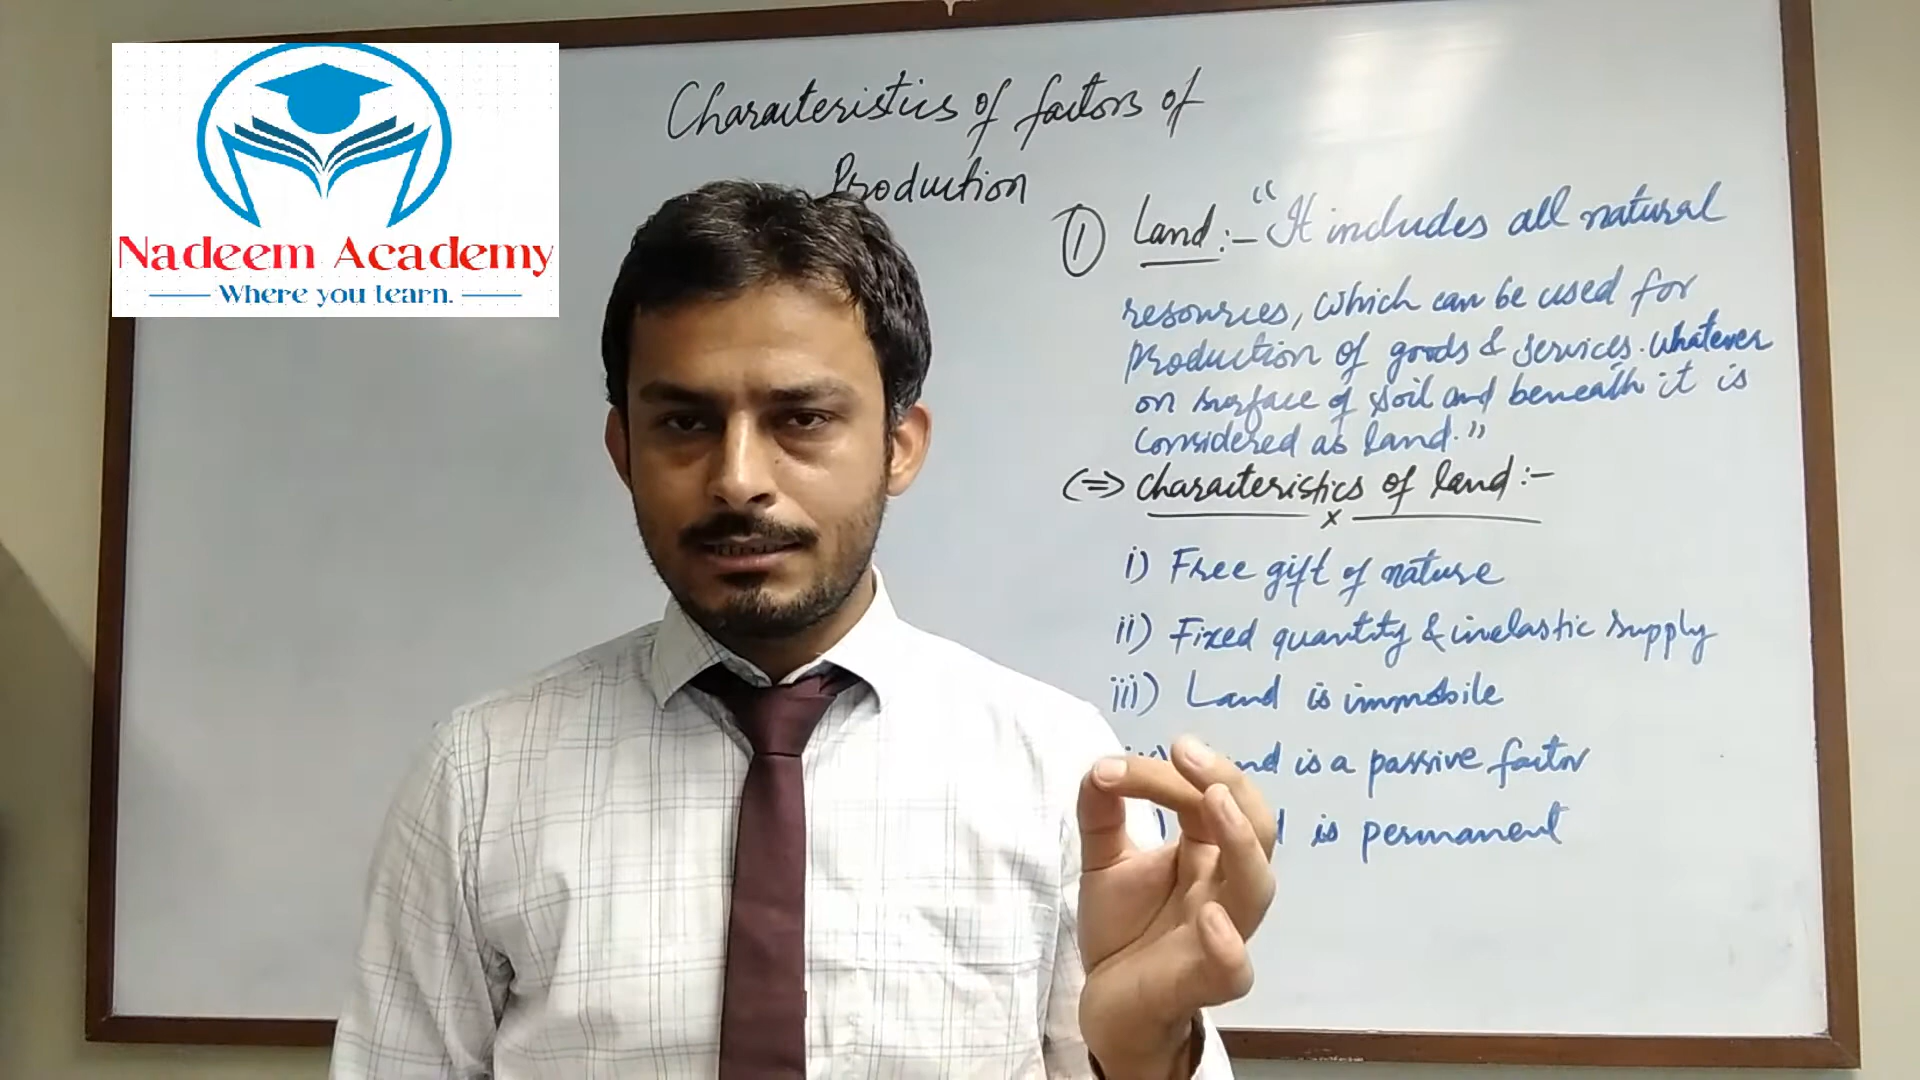 Nadeem Academy
Where you learn.
Characteristics of factors of
Production
1 Land:- "It includes all natural
resources, which can be used for
production of goods & services. Whatever
on surface of soil and beneath it is
considered as land."
(=>) Characteristics of land:-
x
i) Free gift of nature
ii) Fixed quantity & inelastic supply
iii) Land is immobile
is a passive factor
is permanent